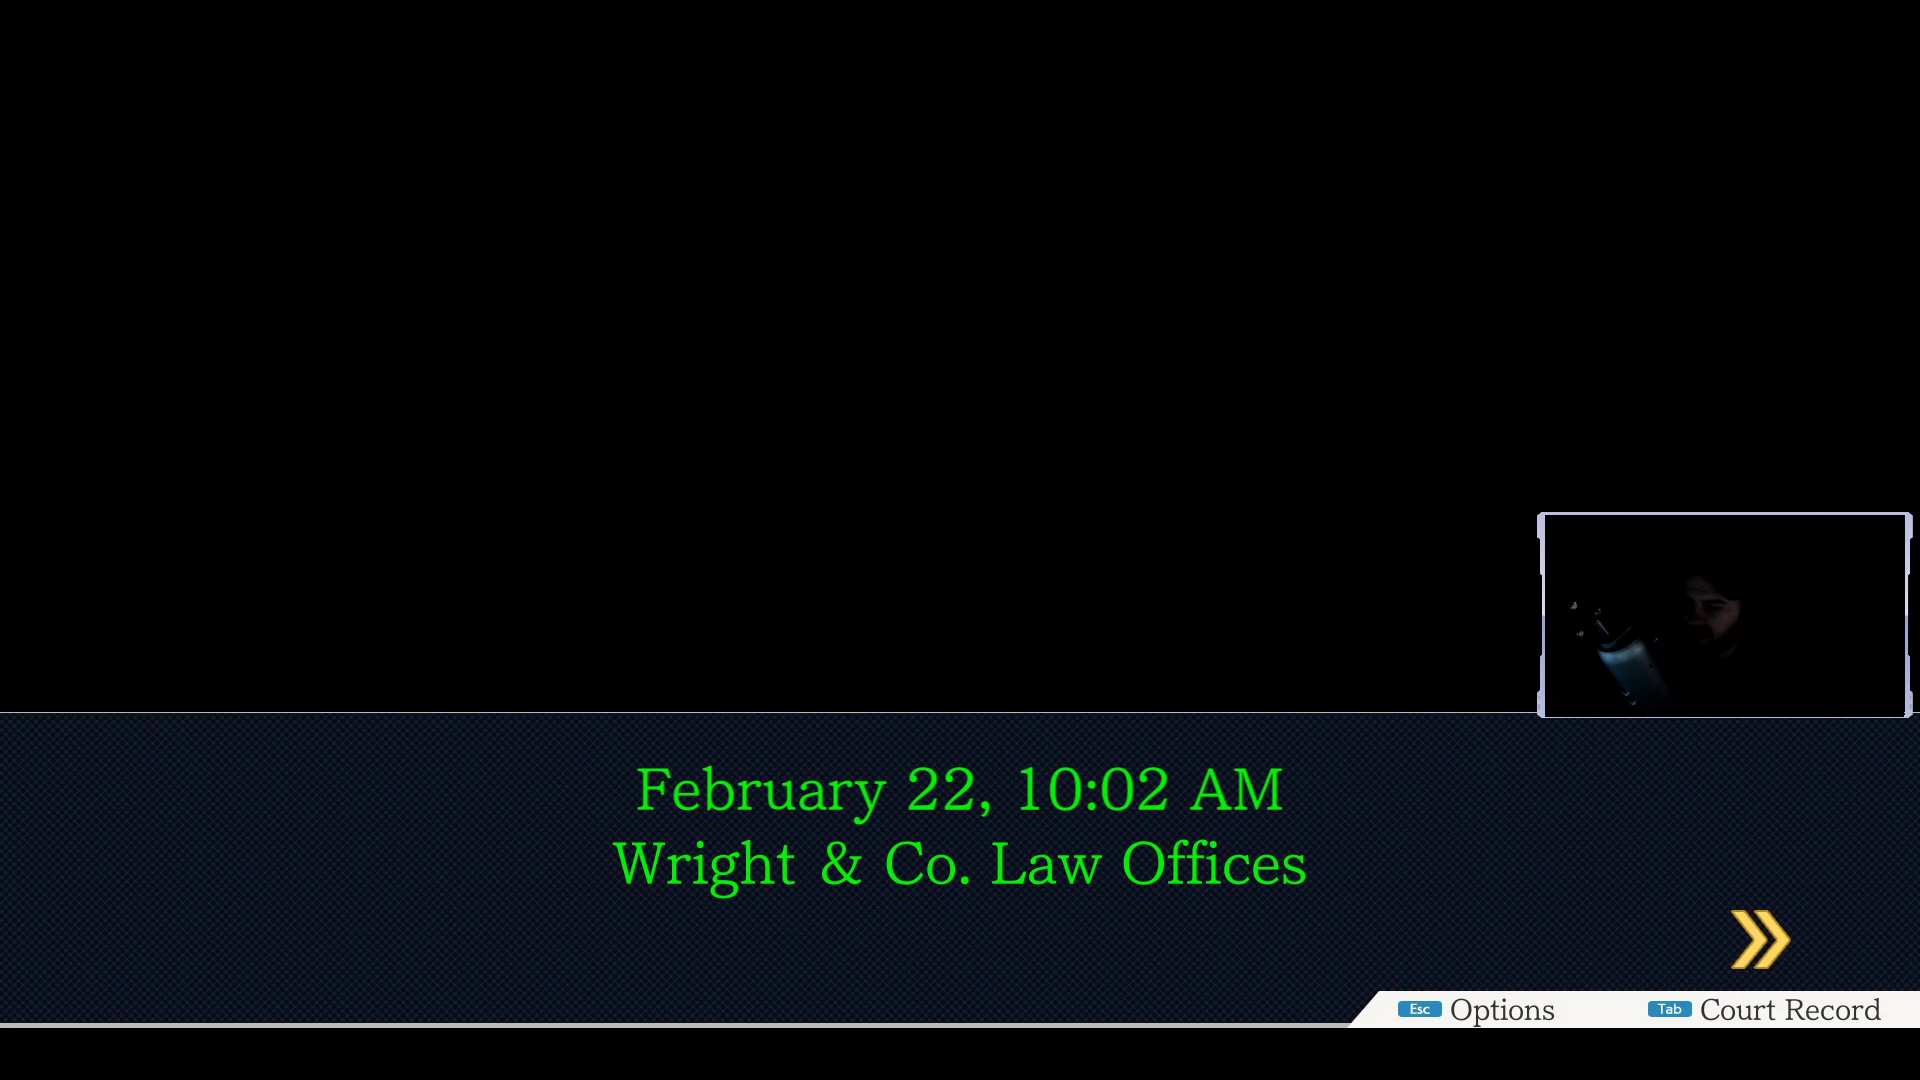 February 22, 10:02 AM
Wright & Co. Law Offices
Esc Options Tab Court Record